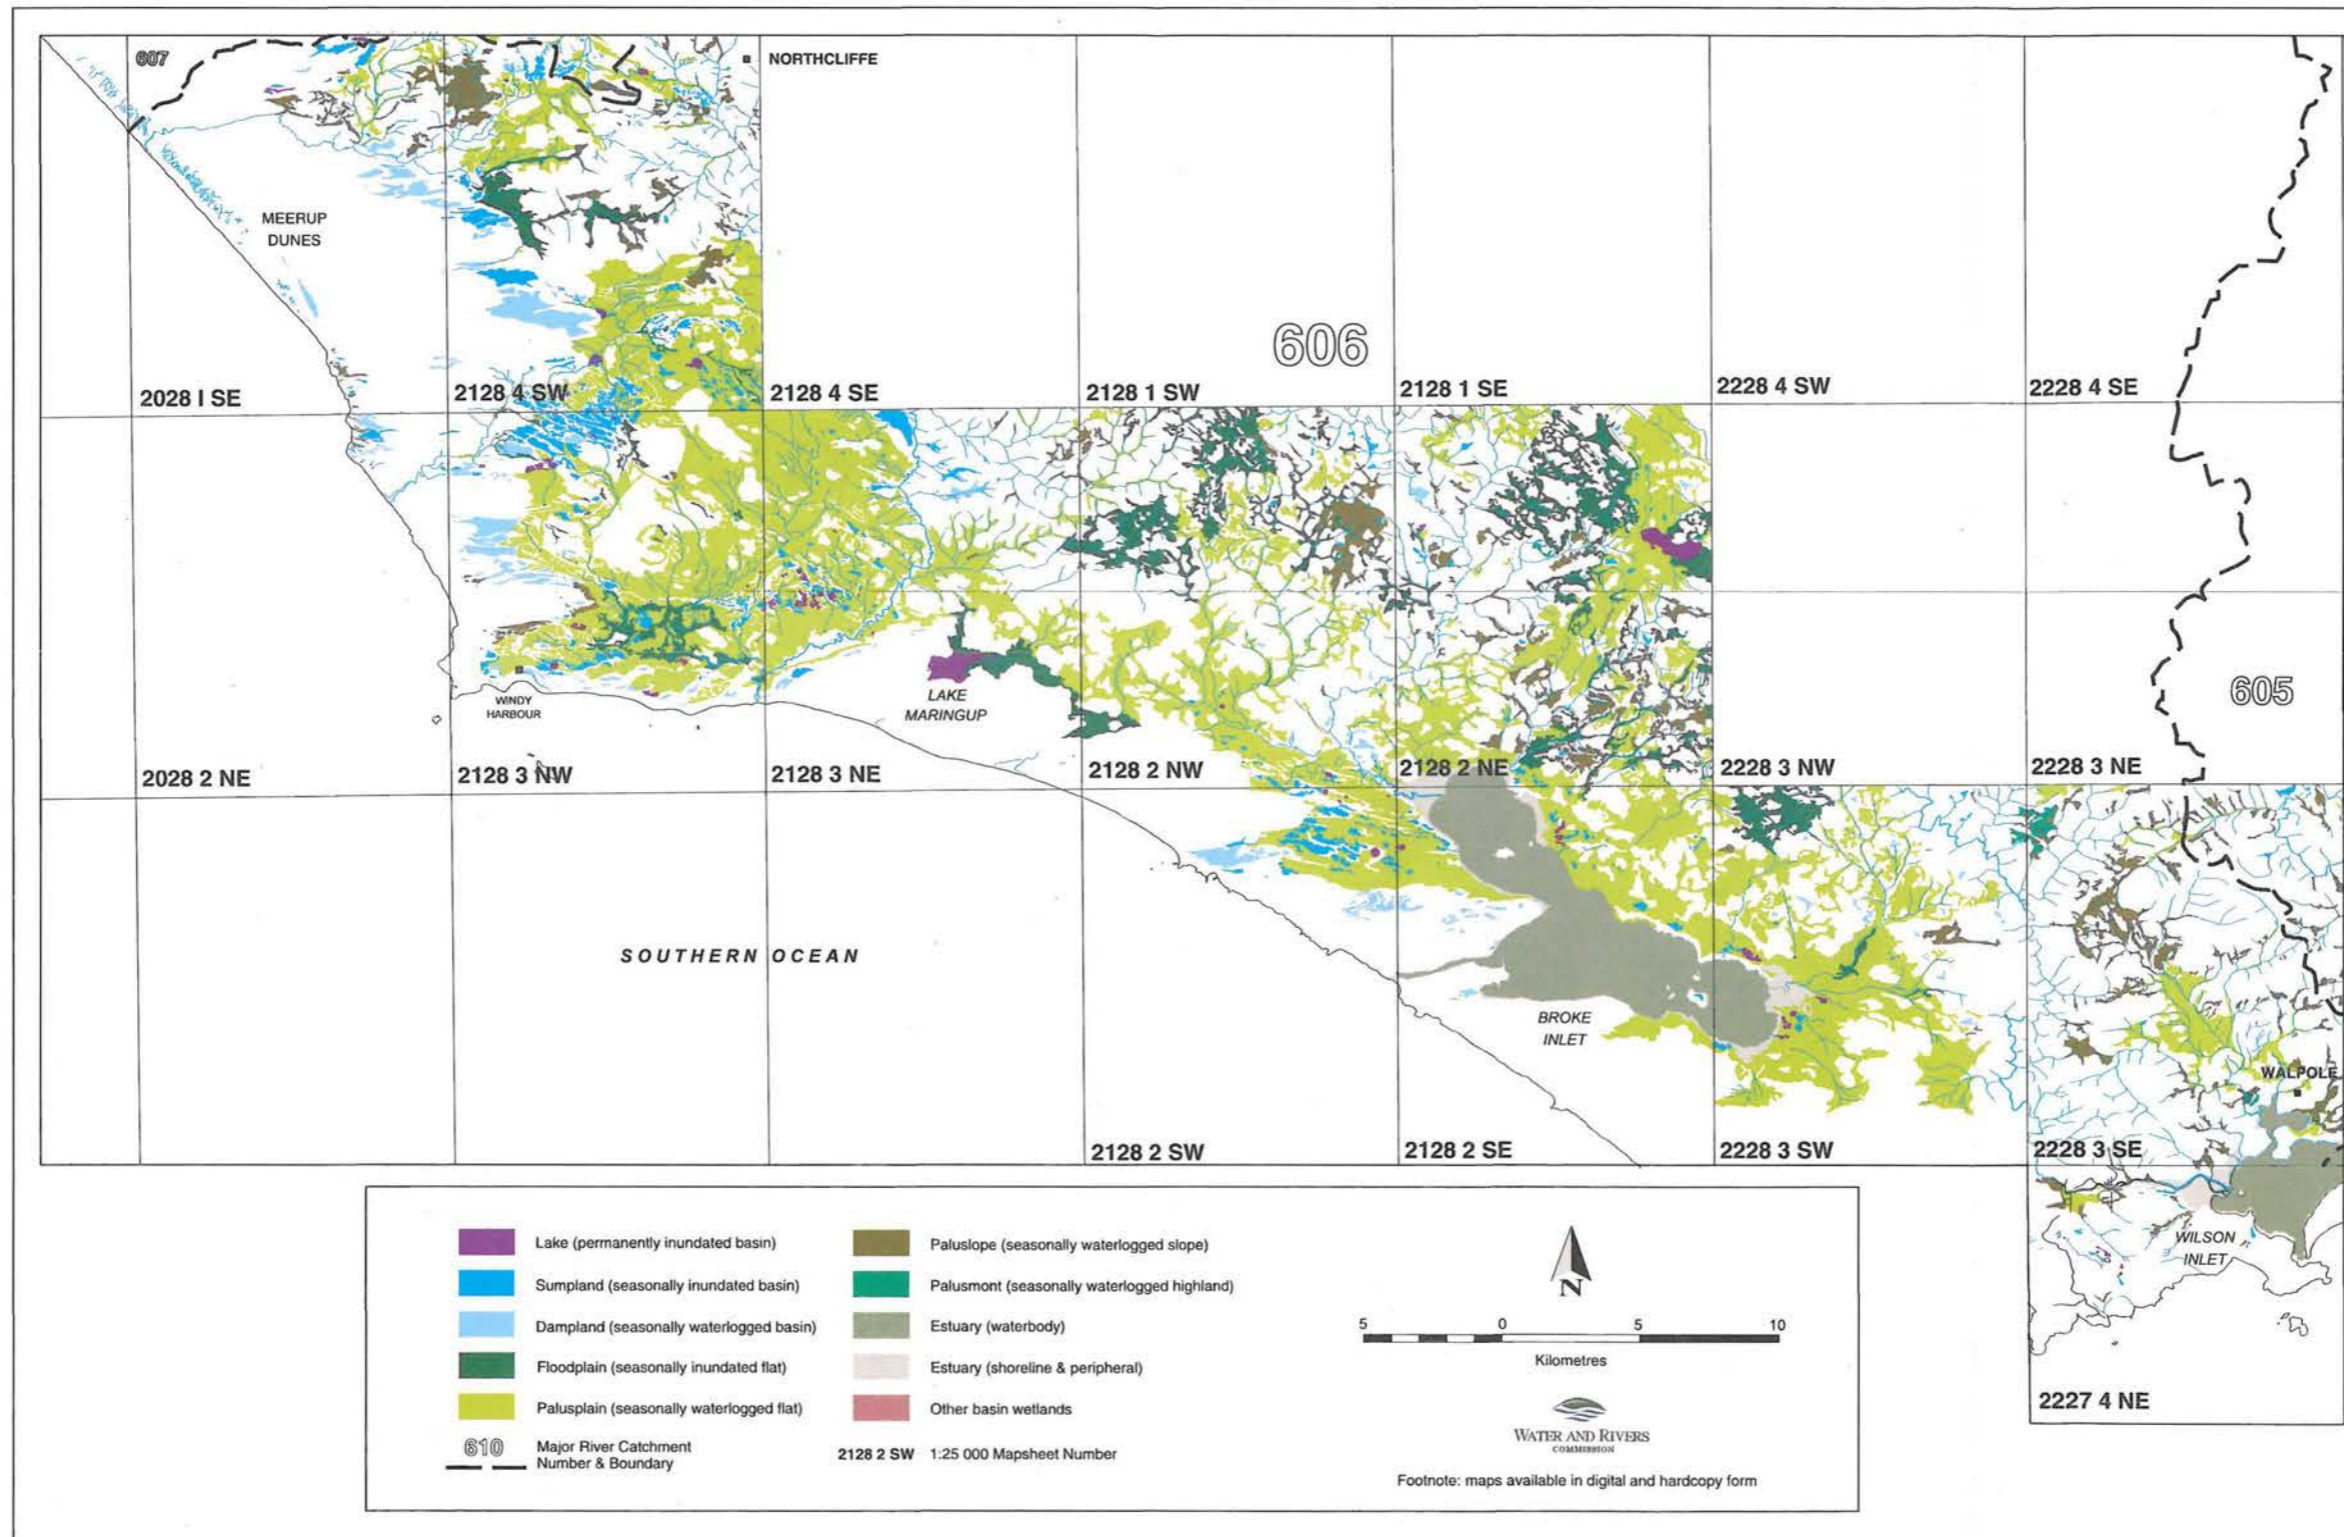 607
NORTHCLIFFE
MEERUP
DUNES
606
2028 I SE
2128 4 SW
2128 4 SE
2128 1 SW
2128 1 SE
2228 4 SW
2228 4 SE
605
LAKE
MARINGUP
WINDY
HARBOUR
2028 2 NE
2128 3 NW
2128 3 NE
2128 2 NW
2128 2 NE
2228 3 NW
2228 3 NE
SOUTHERN OCEAN
BROKE
INLET
WALPOLE
2128 2 SW
2128 2 SE
2228 3 SW
2228 3 SE
WILSON
INLET
2227 4 NE
Lake (permanently inundated basin)
Sumpland (seasonally inundated basin)
Dampland (seasonally waterlogged basin)
Floodplain (seasonally inundated flat)
Palusplain (seasonally waterlogged flat)
610 Major River Catchment
Number & Boundary
Paluslope (seasonally waterlogged slope)
Palusmont (seasonally waterlogged highland)
Estuary (waterbody)
Estuary (shoreline & peripheral)
Other basin wetlands
2128 2 SW 1:25 000 Mapsheet Number
N
5 0 5 10
Kilometres
WATER AND RIVERS
COMMISSION
Footnote: maps available in digital and hardcopy form